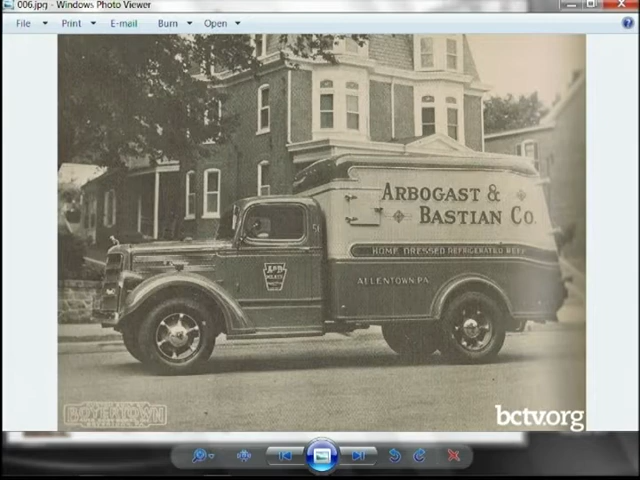 006.jpg - Windows Photo Viewer
File Print E-mail Burn Open
ARBOGAST &
BASTIAN CO.
HOME DRESSED REFRIGERATED BEEF
ALLENTOWN.PA.
A&B
BOYERTOWN
bctv.org